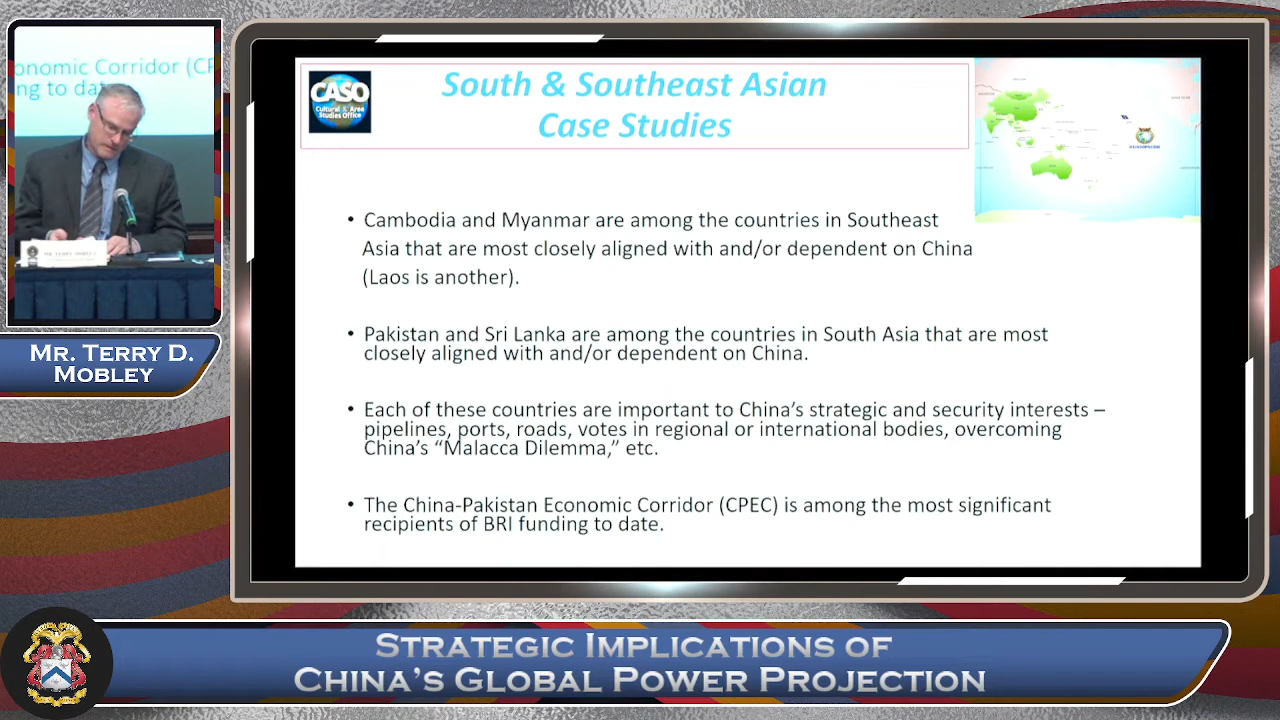 onomic Corridor (CP
ng to da
MR. TERRY D.
MOBLEY
CASO
Cultural & Area
Studies Office
South & Southeast Asian
Case Studies
• Cambodia and Myanmar are among the countries in Southeast
Asia that are most closely aligned with and/or dependent on China
(Laos is another).
• Pakistan and Sri Lanka are among the countries in South Asia that are most
closely aligned with and/or dependent on China.
• Each of these countries are important to China's strategic and security interests –
pipelines, ports, roads, votes in regional or international bodies, overcoming
China's “Malacca Dilemma,” etc.
• The China-Pakistan Economic Corridor (CPEC) is among the most significant
recipients of BRI funding to date.
STRATEGIC IMPLICATIONS OF
CHINA'S GLOBAL POWER PROJECTION